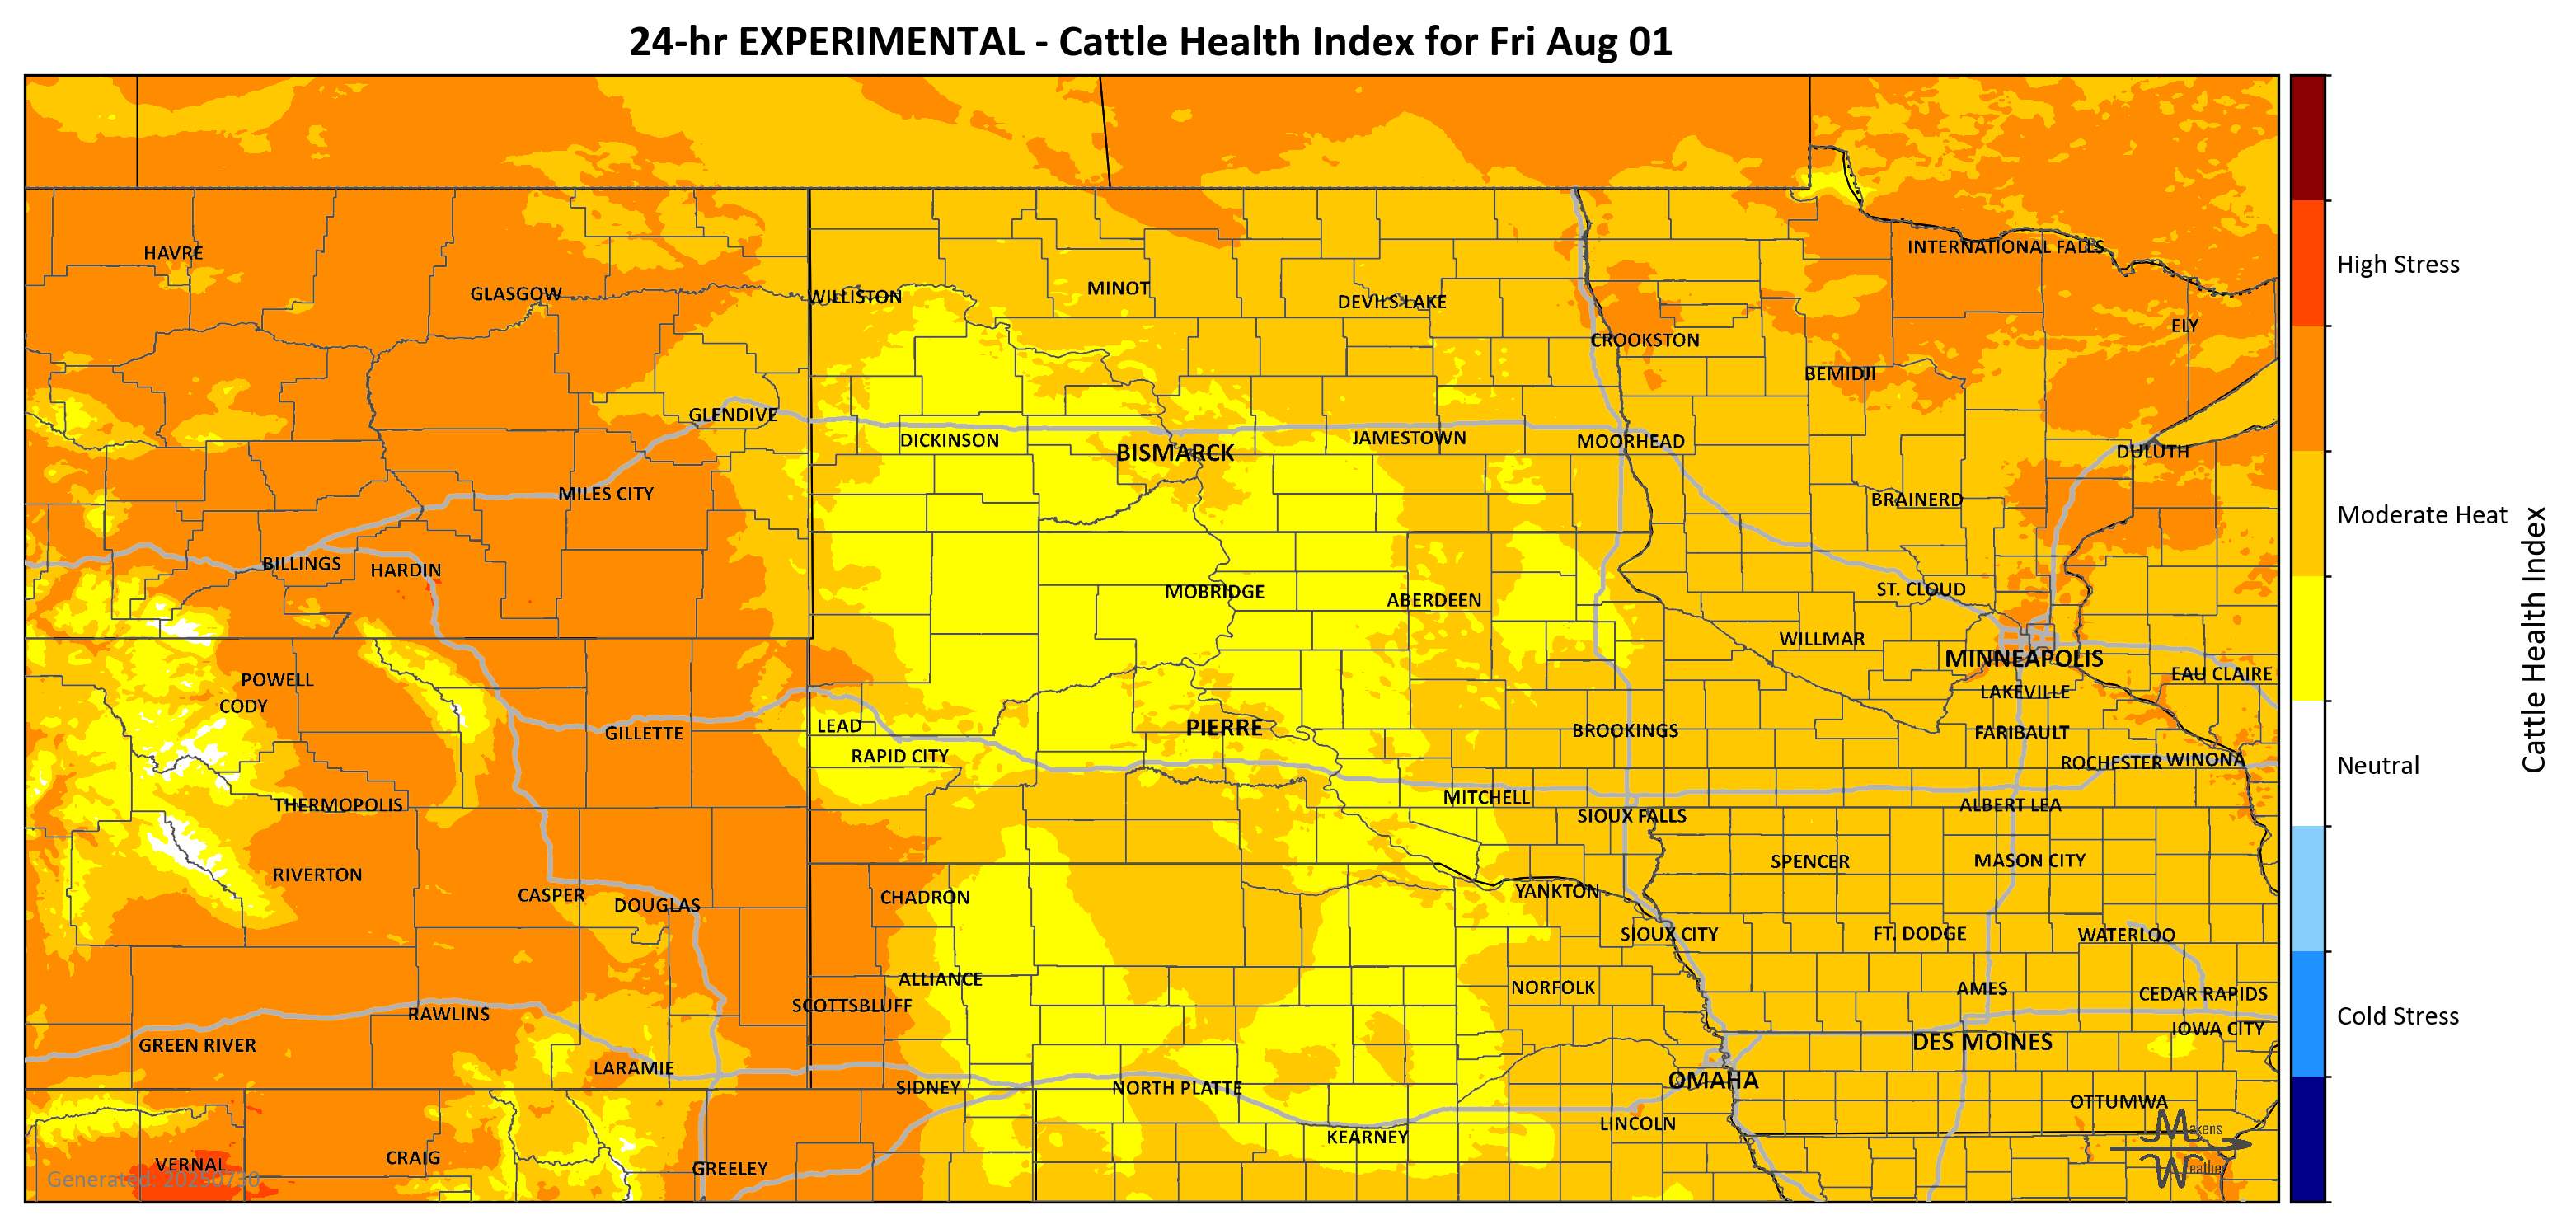 24-hr EXPERIMENTAL - Cattle Health Index for Fri Aug 01
HAVRE
GLASGOW
WILLISTON
MINOT
DEVILS LAKE
INTERNATIONAL FALLS
CROOKSTON
ELY
BEMIDJI
GLENDIVE
DICKINSON
BISMARCK
JAMESTOWN
MOORHEAD
DULUTH
MILES CITY
BRAINERD
BILLINGS
HARDIN
MOBRIDGE
ABERDEEN
ST. CLOUD
WILLMAR
MINNEAPOLIS
EAU CLAIRE
POWELL
CODY
LAKEVILLE
GILLETTE
LEAD
PIERRE
BROOKINGS
FARIBAULT
RAPID CITY
ROCHESTER
WINONA
THERMOPOLIS
MITCHELL
SIOUX FALLS
ALBERT LEA
RIVERTON
SPENCER
MASON CITY
CASPER
DOUGLAS
CHADRON
YANKTON
SIOUX CITY
FT. DODGE
WATERLOO
ALLIANCE
NORFOLK
AMES
CEDAR RAPIDS
SCOTTSBLUFF
RAWLINS
IOWA CITY
GREEN RIVER
DES MOINES
LARAMIE
SIDNEY
NORTH PLATTE
OMAHA
OTTUMWA
LINCOLN
KEARNEY
VERNAL
CRAIG
GREELEY
Generated: 20250730
Makens
Weather
High Stress
Moderate Heat
Neutral
Cold Stress
Cattle Health Index